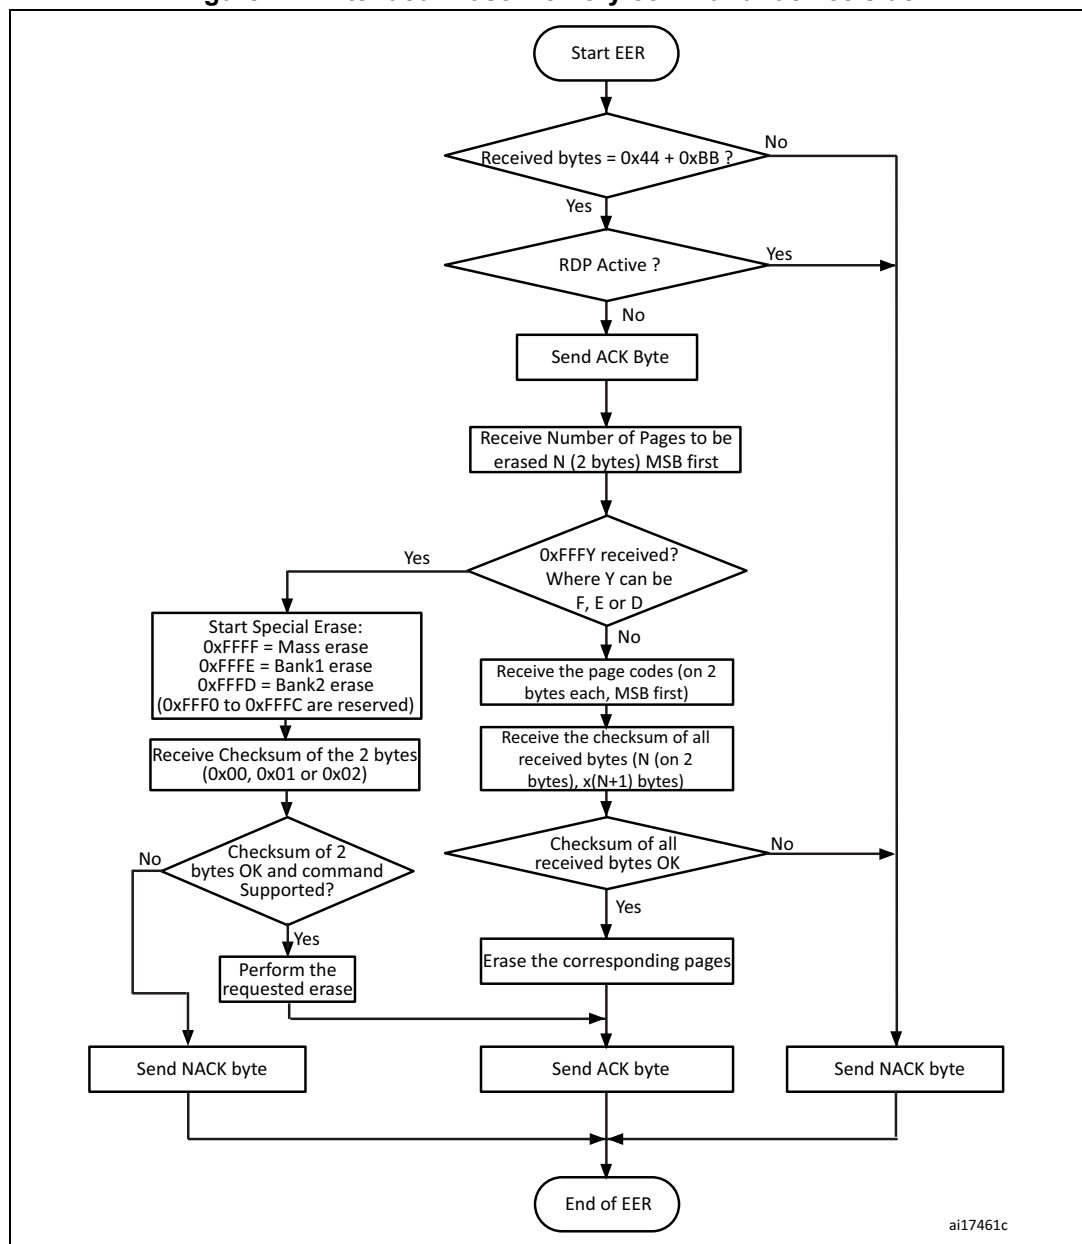 Start EER
No
Received bytes = 0x44 + 0xBB ?
Yes
Yes
RDP Active ?
No
Send ACK Byte
Receive Number of Pages to be
erased N (2 bytes) MSB first
Yes
0xFFFY received?
Where Y can be
F, E or D
No
Start Special Erase:
0xFFFF = Mass erase
0xFFFE = Bank1 erase
0xFFFD = Bank2 erase
(0xFFF0 to 0xFFFC are reserved)
Receive the page codes (on 2
bytes each, MSB first)
Receive Checksum of the 2 bytes
(0x00, 0x01 or 0x02)
Receive the checksum of all
received bytes (N (on 2
bytes), x(N+1) bytes)
No
Checksum of 2
bytes OK and command
Supported?
Checksum of all
received bytes OK
No
Yes
Yes
Perform the
requested erase
Erase the corresponding pages
Send NACK byte
Send ACK byte
Send NACK byte
End of EER
ai17461c